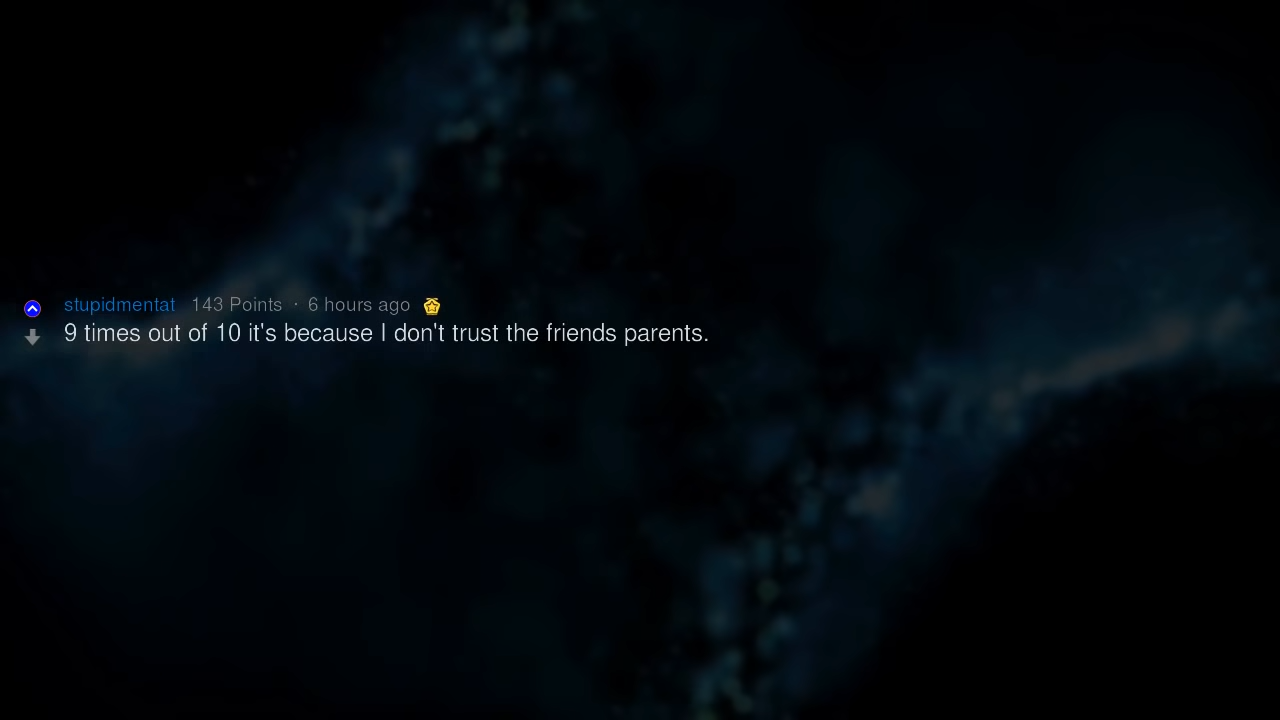 stupidmentat 143 Points · 6 hours ago
9 times out of 10 it's because I don't trust the friends parents.